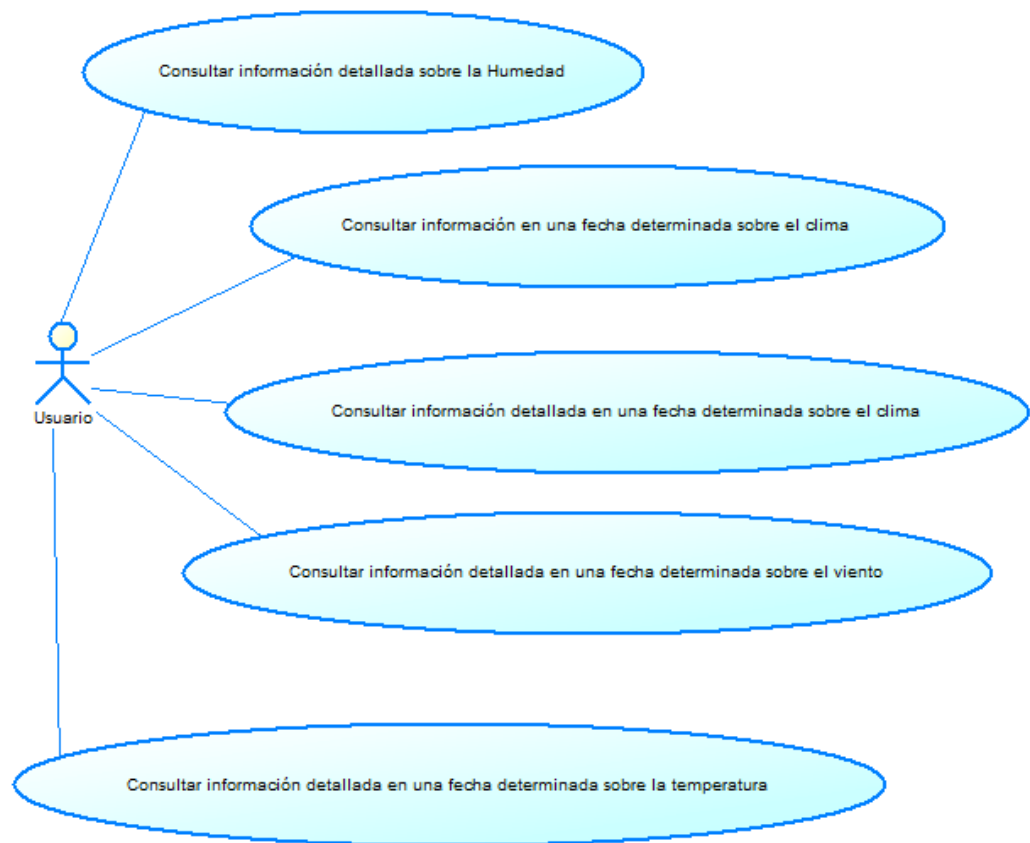 Consultar información detallada sobre la Humedad
Consultar información en una fecha determinada sobre el clima
Consultar información detallada en una fecha determinada sobre el clima
Usuario
Consultar información detallada en una fecha determinada sobre el viento
Consultar información detallada en una fecha determinada sobre la temperatura